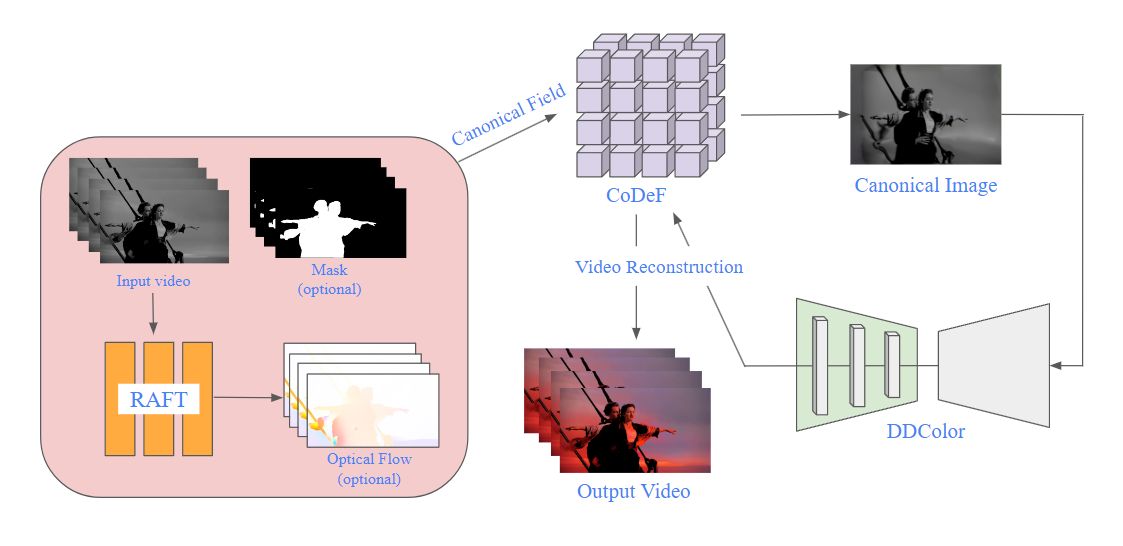 Canonical Field
CoDeF
Canonical Image
Input video
Mask
(optional)
Video Reconstruction
RAFT
Optical Flow
(optional)
DDColor
Output Video